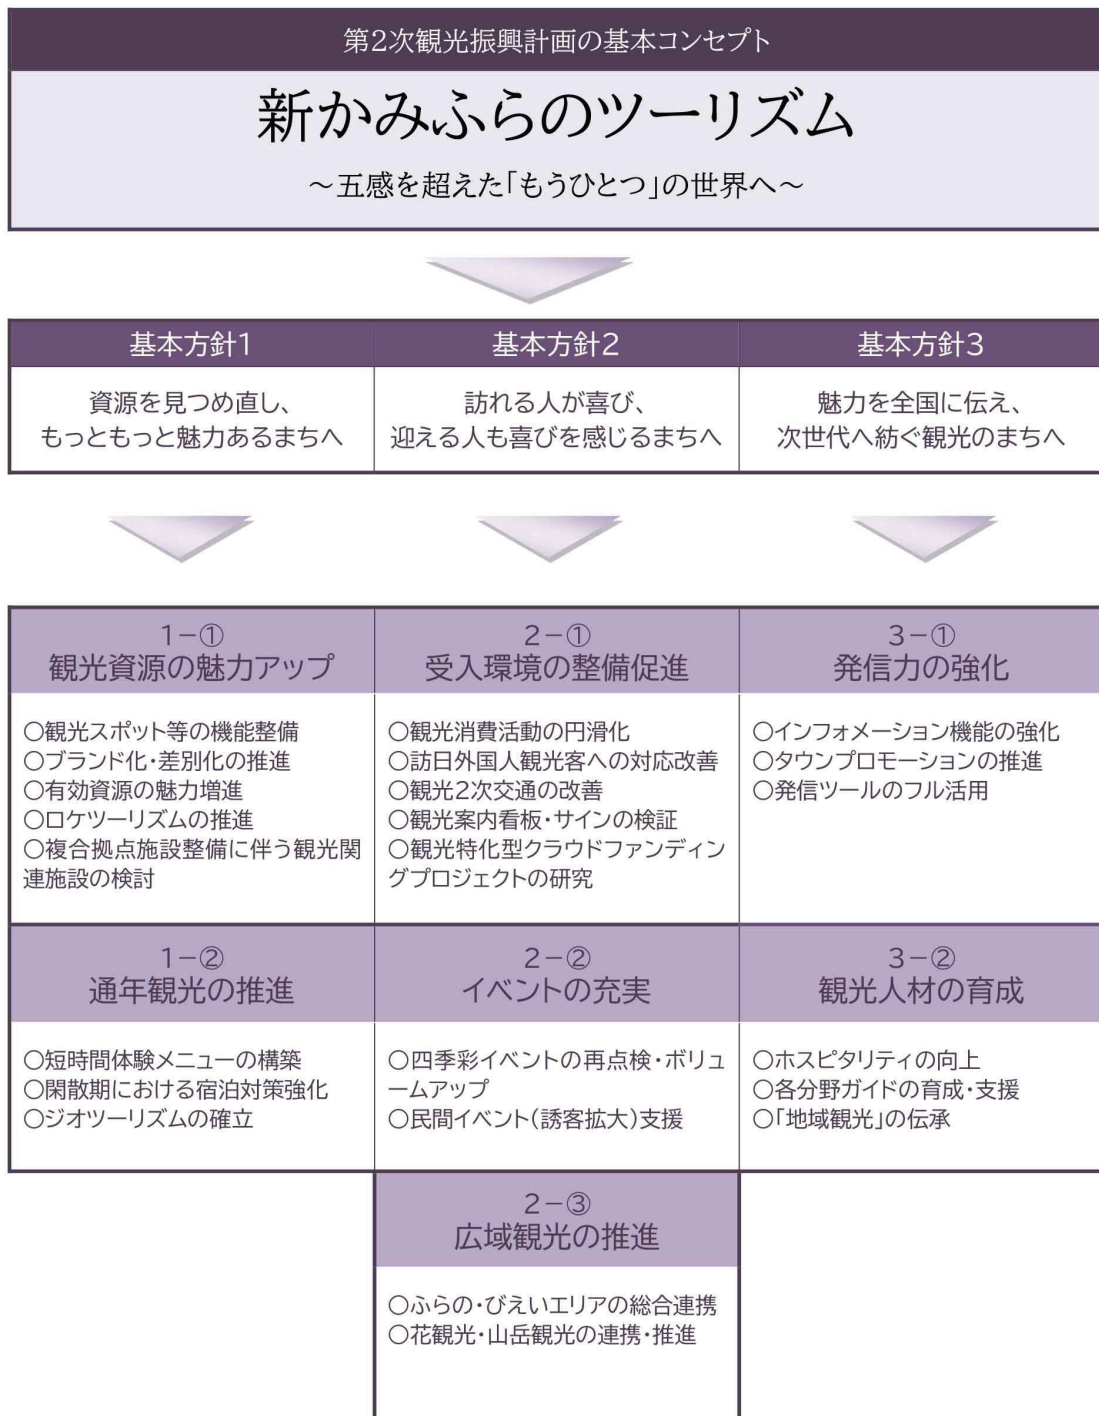 第2次観光振興計画の基本コンセプト
新かみふらのツーリズム
～五感を超えた「もうひとつ」の世界へ～
基本方針1
資源を見つめ直し、
もっともっと魅力あるまちへ
基本方針2
訪れる人が喜び、
迎える人も喜びを感じるまちへ
基本方針3
魅力を全国に伝え、
次世代へ紡ぐ観光のまちへ
1－①
観光資源の魅力アップ
○観光スポット等の機能整備
○ブランド化・差別化の推進
○有効資源の魅力増進
○ロケツーリズムの推進
○複合拠点施設整備に伴う観光関
連施設の検討
2－①
受入環境の整備促進
○観光消費活動の円滑化
○訪日外国人観光客への対応改善
○観光2次交通の改善
○観光案内看板・サインの検証
○観光特化型クラウドファンディン
グプロジェクトの研究
3－①
発信力の強化
○インフォメーション機能の強化
○タウンプロモーションの推進
○発信ツールのフル活用
1－②
通年観光の推進
○短時間体験メニューの構築
○閑散期における宿泊対策強化
○ジオツーリズムの確立
2－②
イベントの充実
○四季彩イベントの再点検・ボリュ
ームアップ
○民間イベント(誘客拡大)支援
3－②
観光人材の育成
○ホスピタリティの向上
○各分野ガイドの育成・支援
○「地域観光」の伝承
2－③
広域観光の推進
○ふらの・びえいエリアの総合連携
○花観光・山岳観光の連携・推進